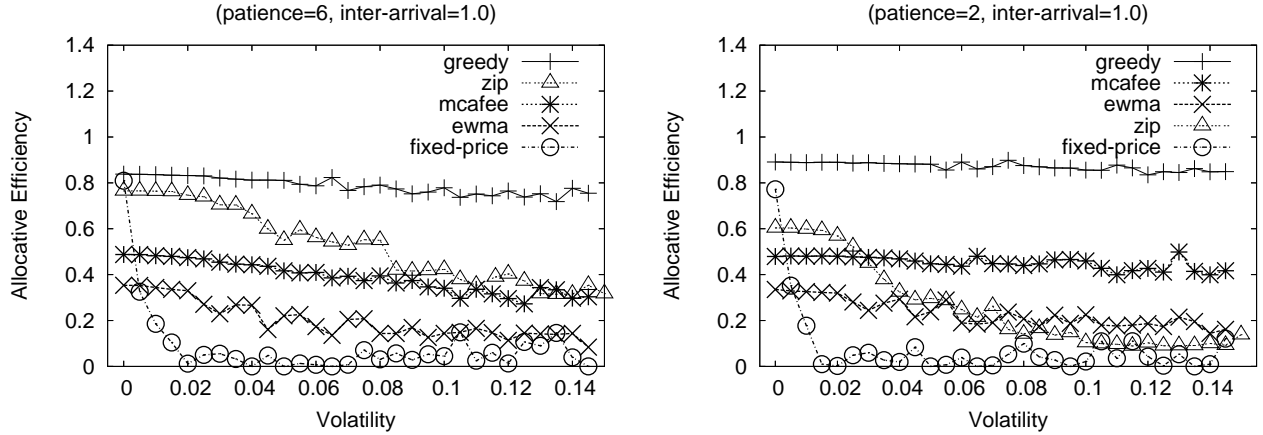 (patience=6, inter-arrival=1.0)
1.4
1.2
1
0.8
0.6
0.4
0.2
0
Allocative Efficiency
greedy
zip
mcafee
ewma
fixed-price
0 0.02 0.04 0.06 0.08 0.1 0.12 0.14
Volatility
(patience=2, inter-arrival=1.0)
1.4
1.2
1
0.8
0.6
0.4
0.2
0
Allocative Efficiency
greedy
mcafee
ewma
zip
fixed-price
0 0.02 0.04 0.06 0.08 0.1 0.12 0.14
Volatility